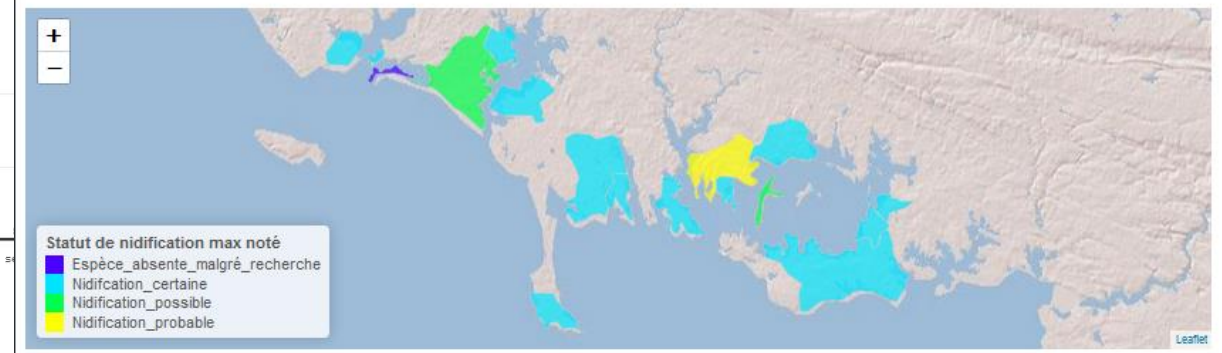 +
−
Statut de nidification max noté
Espèce_absente_malgré_recherche
Nidifcation_certaine
Nidification_possible
Nidification_probable
Leaflet